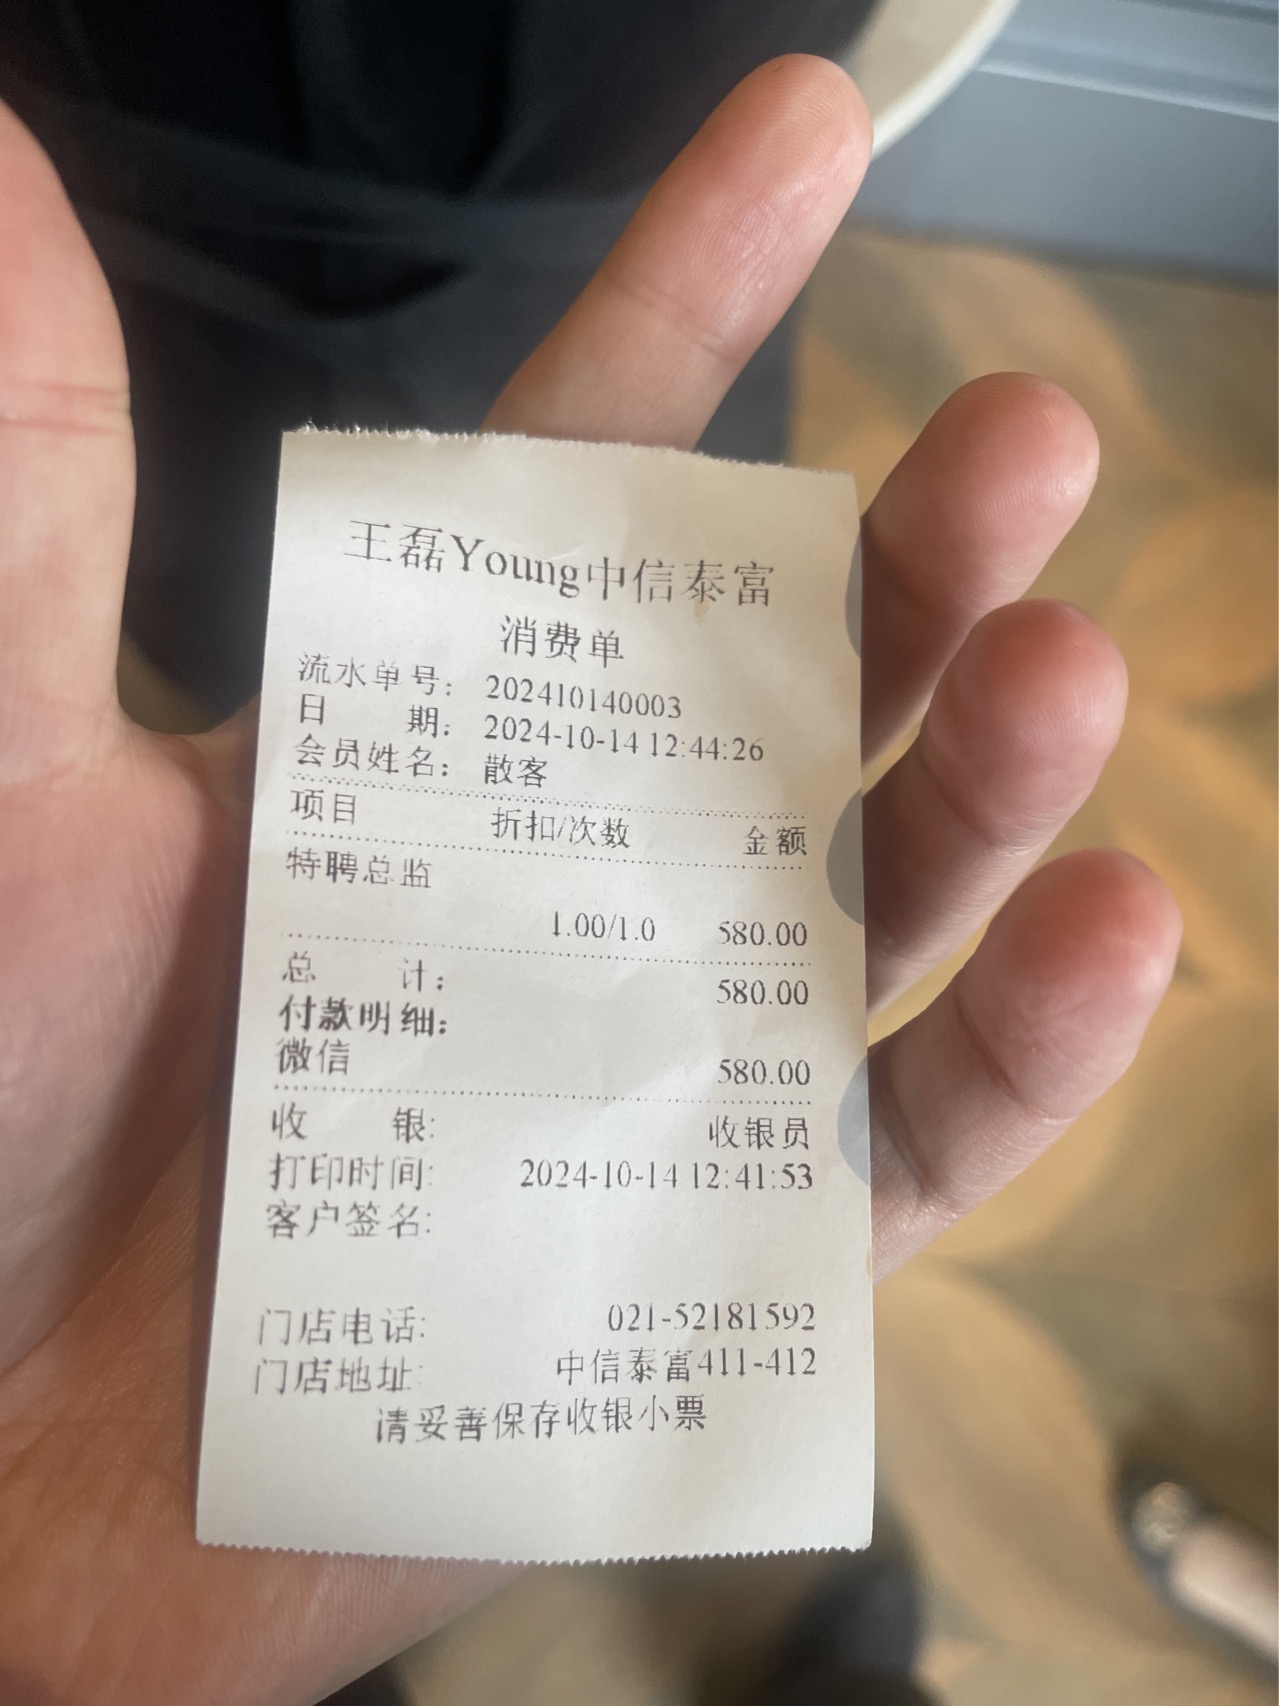 王磊Young中信泰富
消费单
流水单号： 202410140003
日 期： 2024-10-14 12:44:26
会员姓名： 散客
项目 折扣/次数 金额
特聘总监
1.00/1.0 580.00
总 计： 580.00
付款明细：
微信 580.00
收 银: 收银员
打印时间: 2024-10-14 12:41:53
客户签名:
门店电话: 021-52181592
门店地址: 中信泰富411-412
请妥善保存收银小票